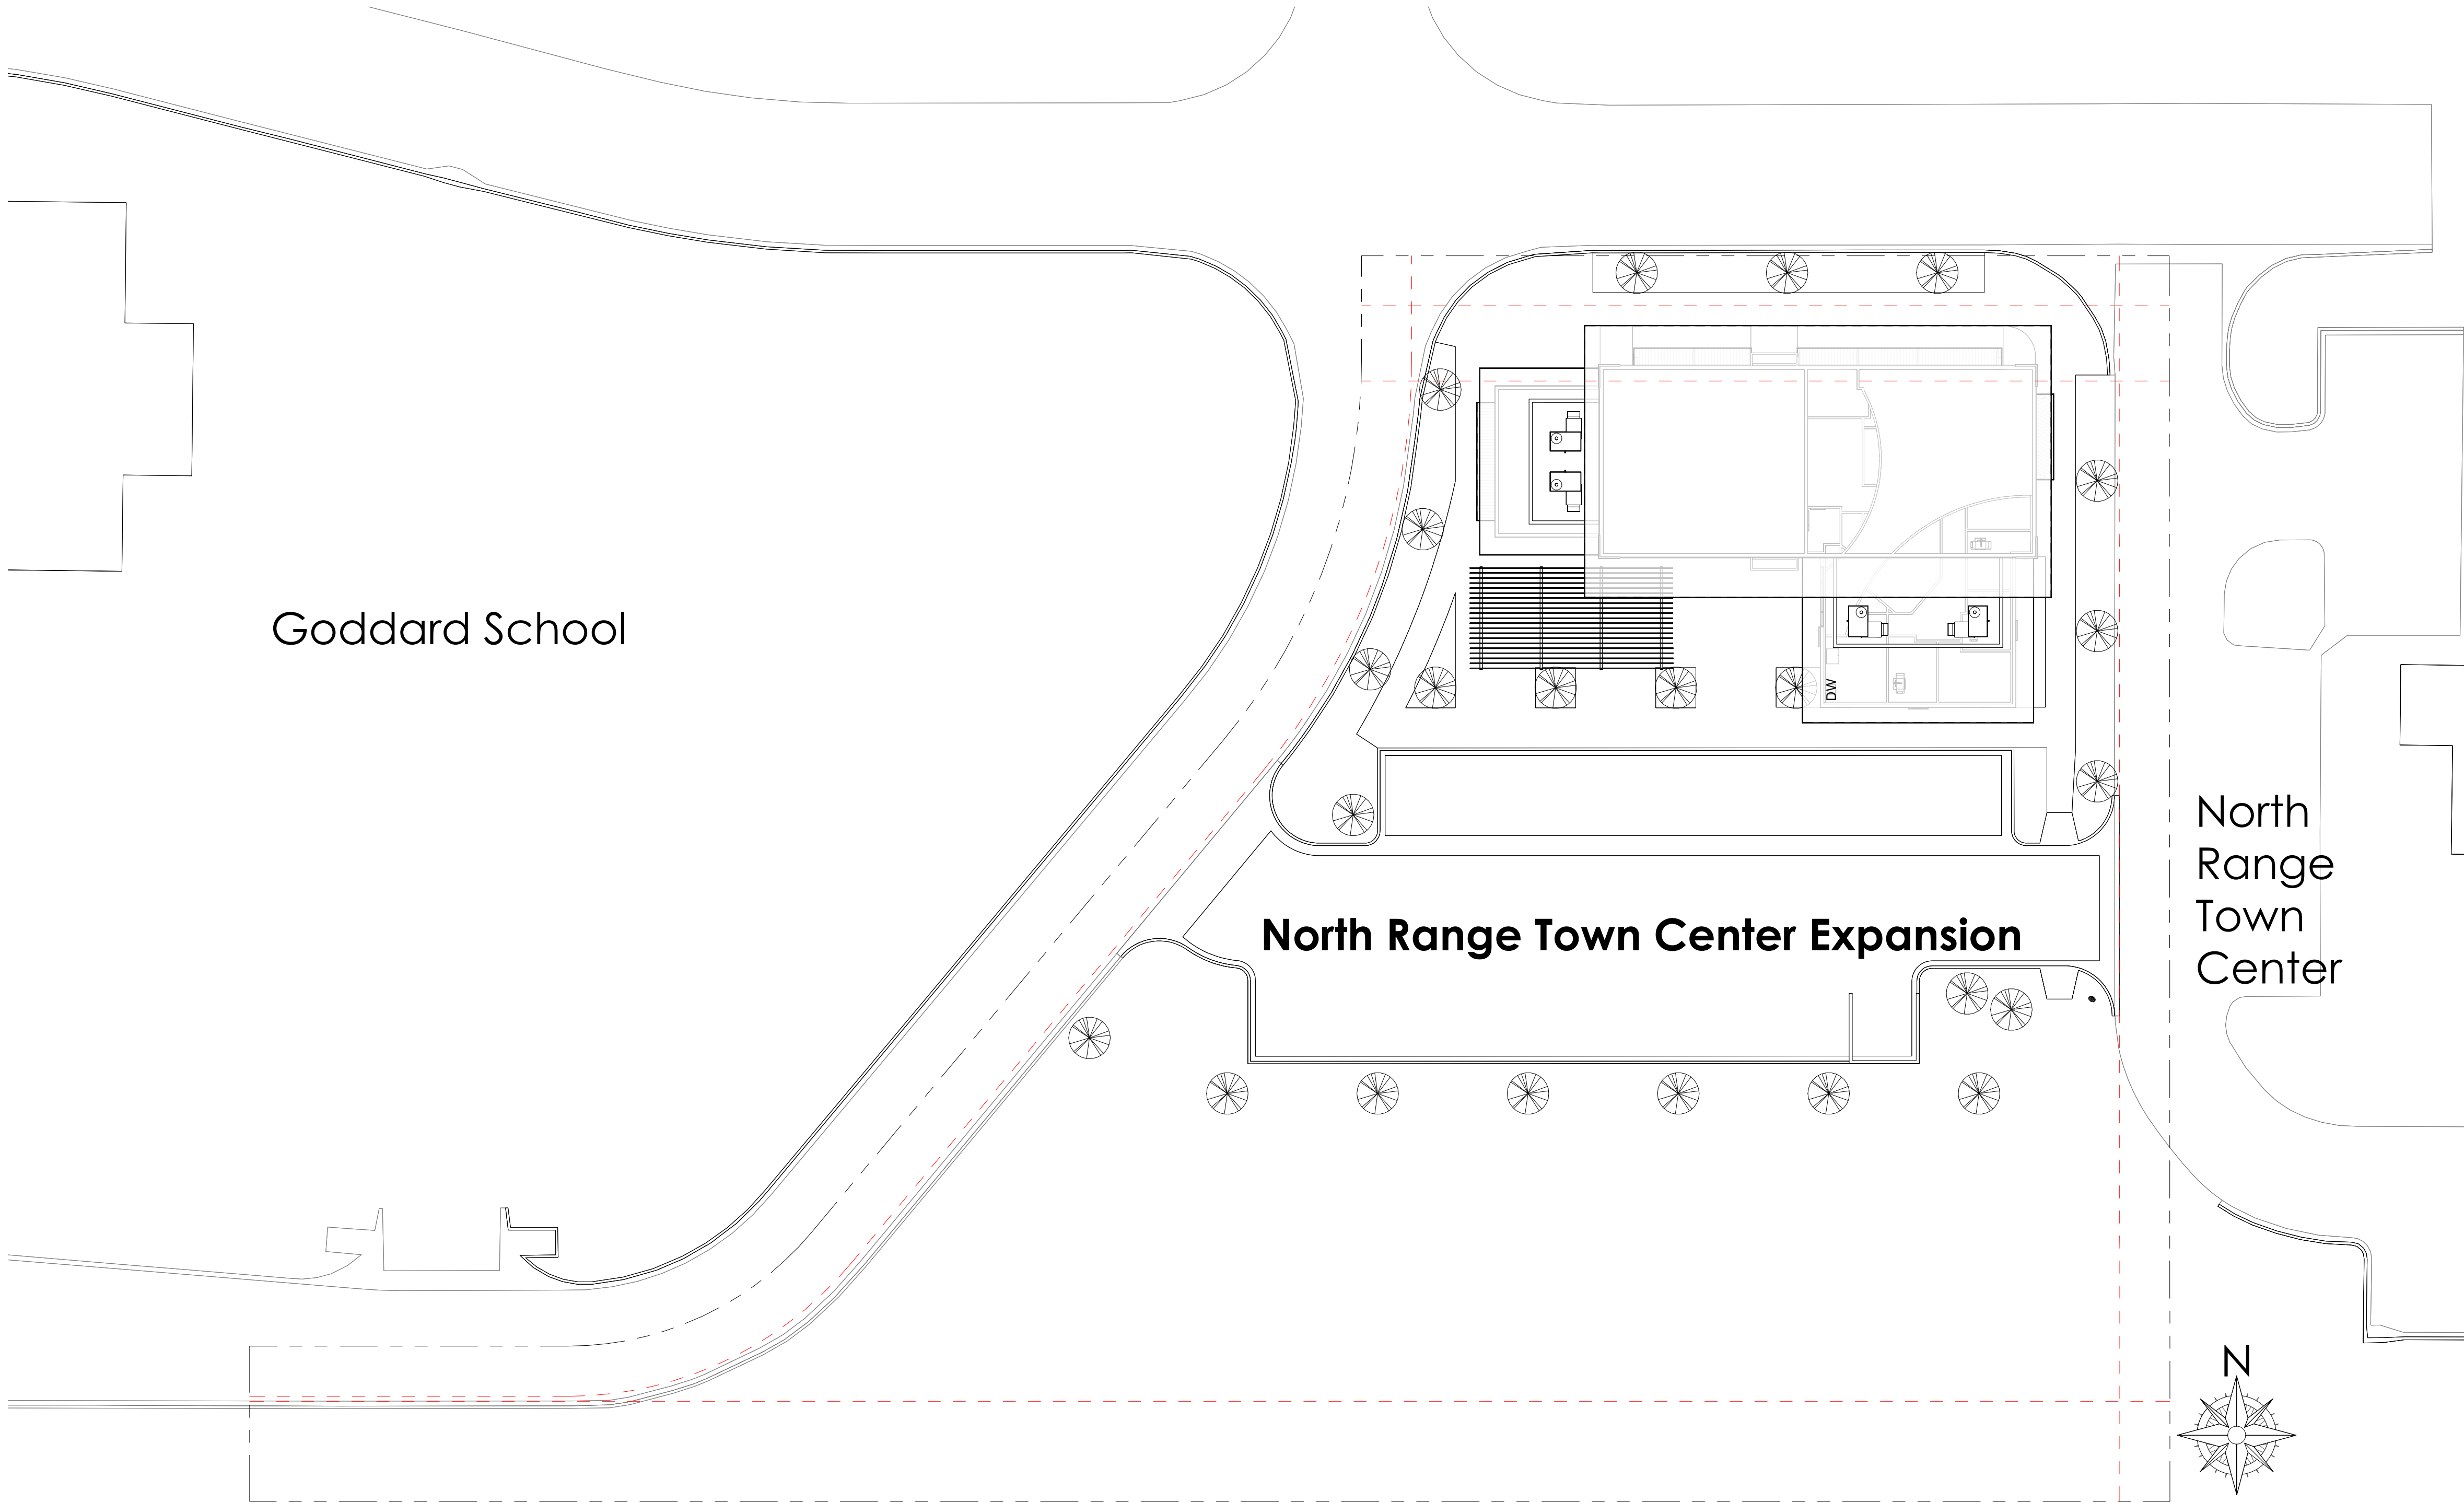 Goddard School
DW
North
Range
Town
Center
North Range Town Center Expansion
N